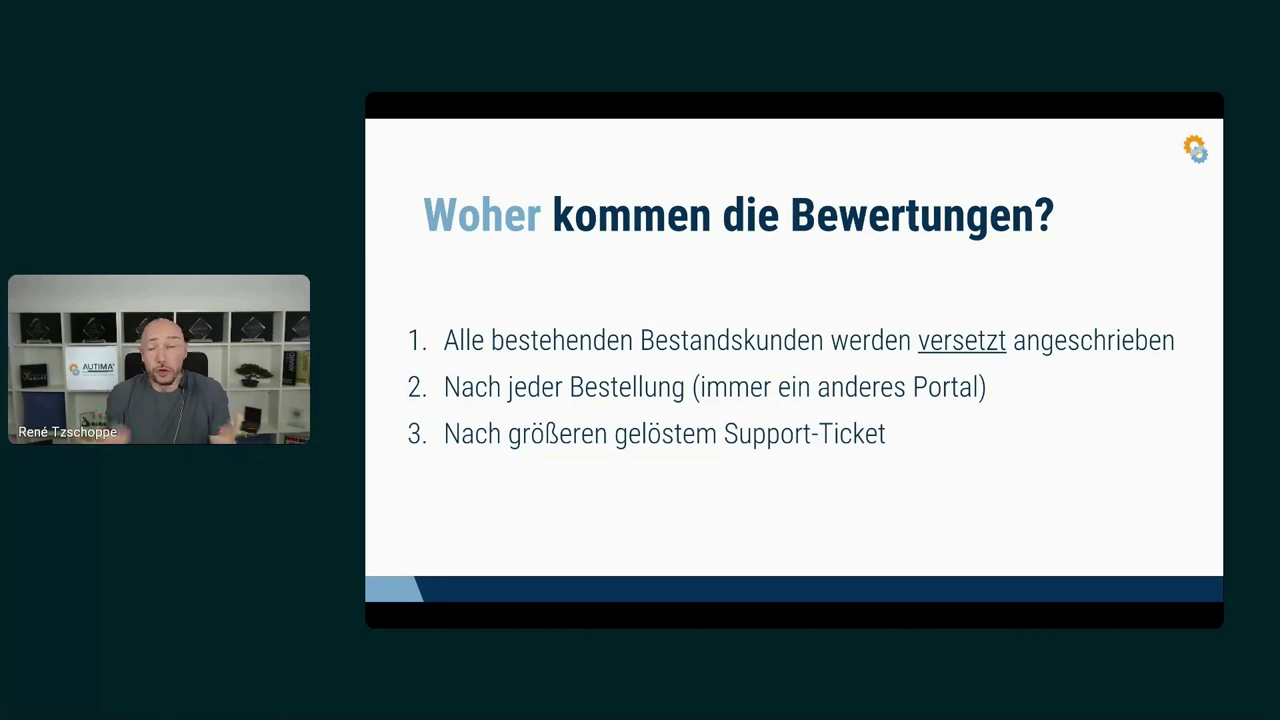 Woher kommen die Bewertungen?
1. Alle bestehenden Bestandskunden werden versetzt angeschrieben
2. Nach jeder Bestellung (immer ein anderes Portal)
3. Nach größeren gelöstem Support-Ticket
AUTIMA
René Tzschoppe